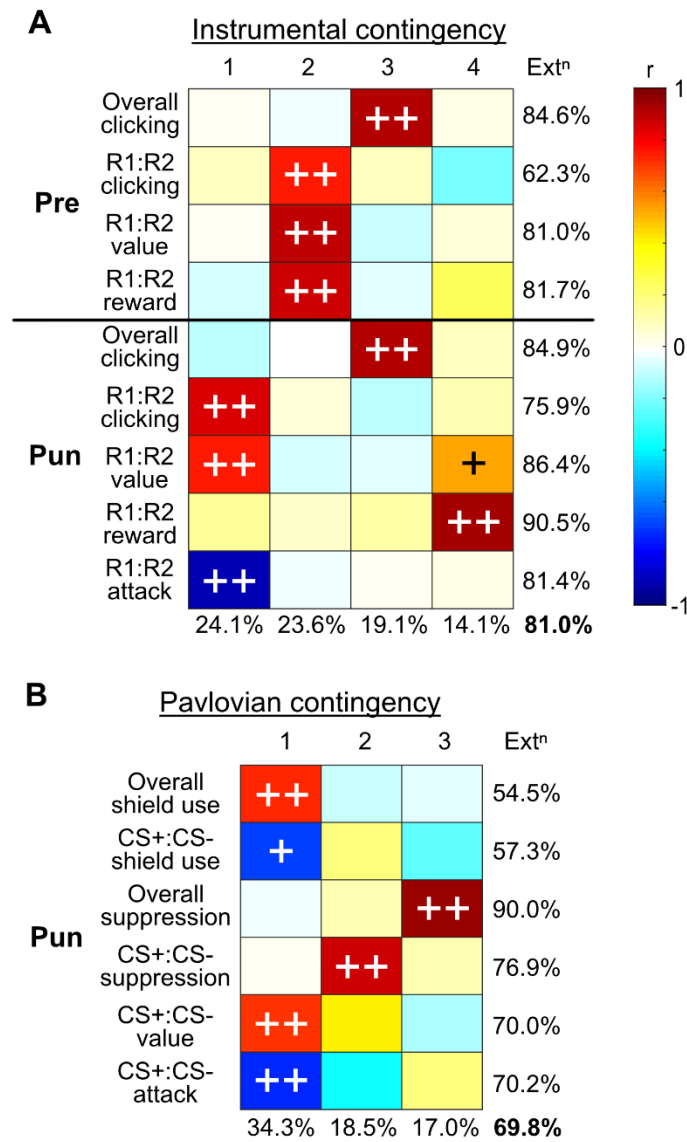 A
Instrumental contingency
1 2 3 4 Extⁿ
r
Overall
clicking
++
84.6%
1
R1:R2
clicking
++
62.3%
Pre
R1:R2
value
++
81.0%
R1:R2
reward
++
81.7%
Overall
clicking
++
84.9%
0
R1:R2
clicking
++
75.9%
Pun
R1:R2
value
++ +
86.4%
R1:R2
reward
++
90.5%
R1:R2
attack
++
81.4%
-1
24.1% 23.6% 19.1% 14.1% 81.0%
B
Pavlovian contingency
1 2 3 Extⁿ
Overall
shield use
++
54.5%
CS+:CS-
shield use
+
57.3%
Overall
suppression
++
90.0%
Pun
CS+:CS-
suppression
++
76.9%
CS+:CS-
value
++
70.0%
CS+:CS-
attack
++
70.2%
34.3% 18.5% 17.0% 69.8%